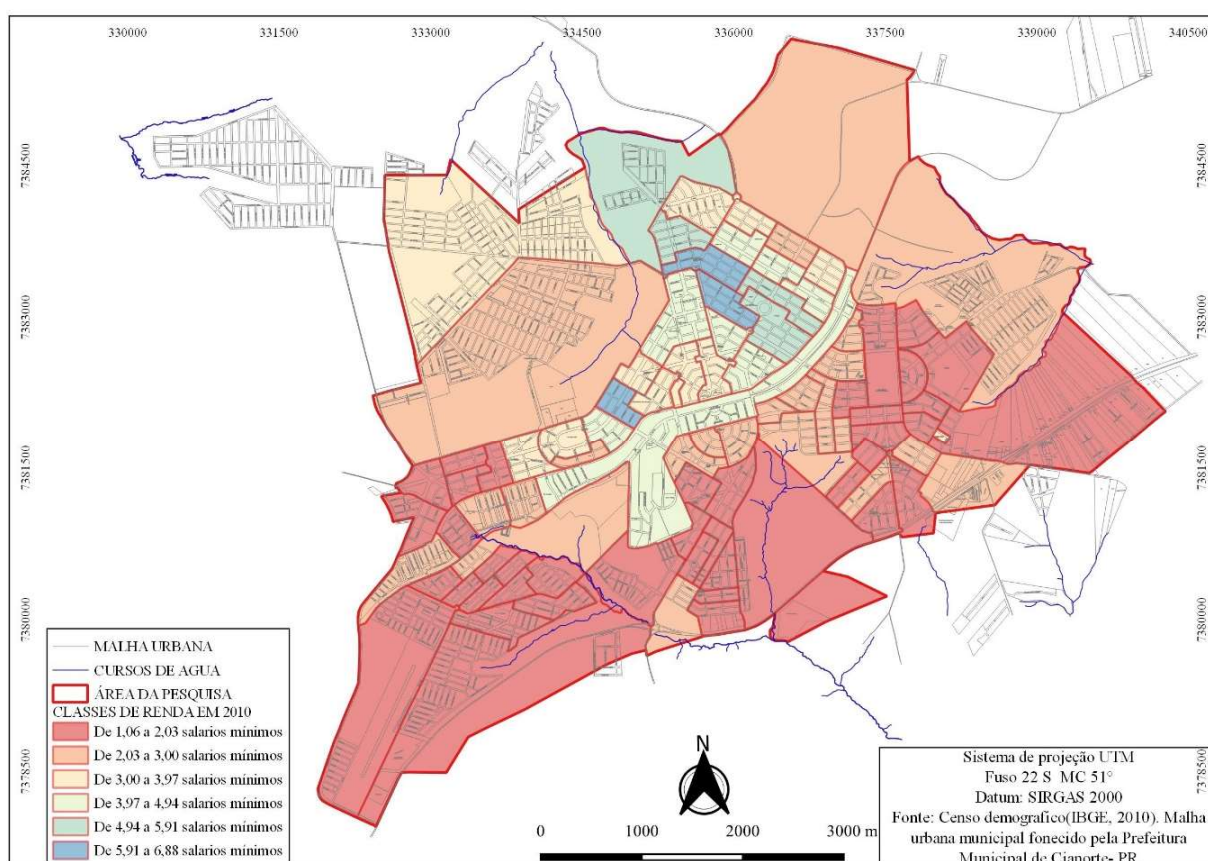 330000 331500 333000 334500 336000 337500 339000 340500
7384500 7384500
7383000 7383000
7381500 7381500
7380000 7380000
7378500 7378500
MALHA URBANA
CURSOS DE AGUA
ÁREA DA PESQUISA
CLASSES DE RENDA EM 2010
De 1,06 a 2,03 salarios mínimos
De 2,03 a 3,00 salarios mínimos
De 3,00 a 3,97 salarios mínimos
De 3,97 a 4,94 salarios mínimos
De 4,94 a 5,91 salarios mínimos
De 5,91 a 6,88 salarios mínimos
N
0 1000 2000 3000 m
Sistema de projeção UTM
Fuso 22 S MC 51°
Datum: SIRGAS 2000
Fonte: Censo demografico(IBGE, 2010). Malha
urbana municipal fonecido pela Prefeitura
Municipal de Cianorte- PR